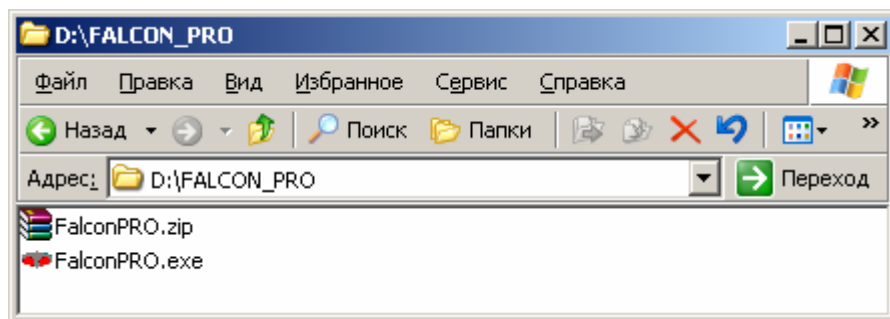 D:\FALCON_PRO
Файл Правка Вид Избранное Сервис Справка
Назад Поиск Папки »
Адрес: D:\FALCON_PRO Переход
FalconPRO.zip
FalconPRO.exe